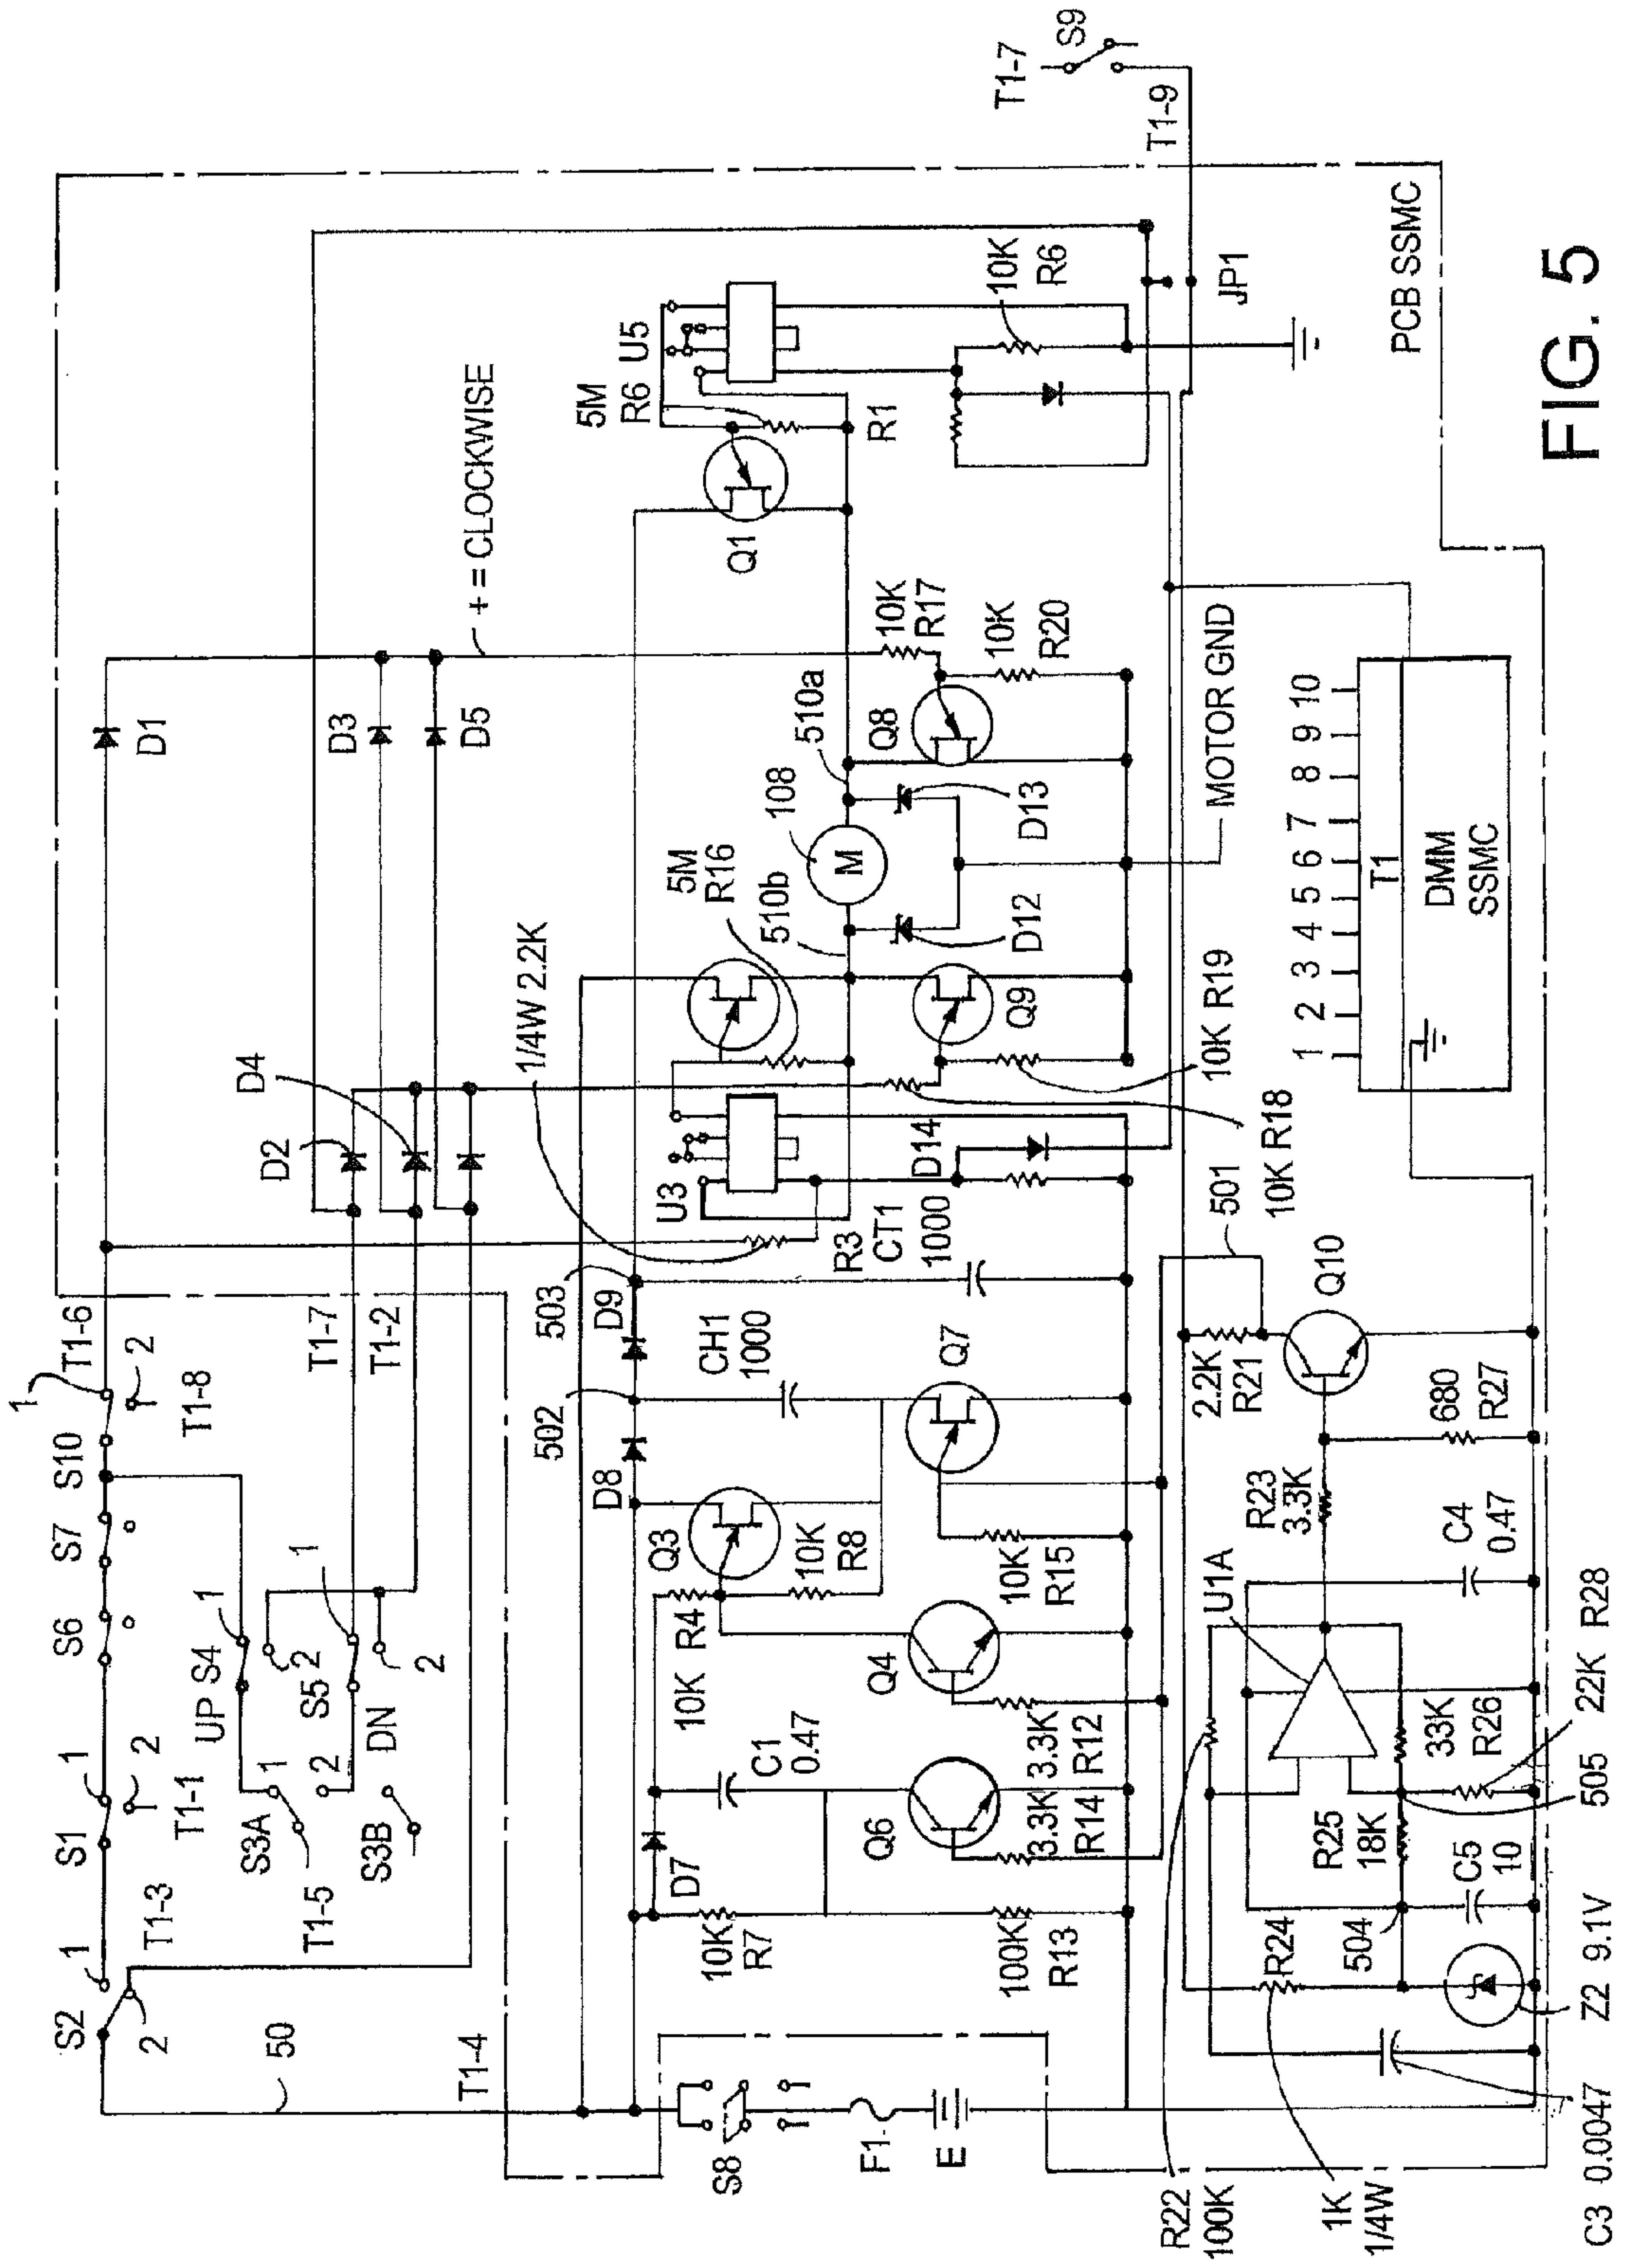 1
S2
1
2
50
T1-3
S1
1
2
T1-1
S6
S7
S10
1
T1-6
2
T1-8
D1
UP S4
1
2
S3A
1
2
T1-5
S3B
DN
S5
1
2
T1-7
T1-2
D2
D4
D3
D5
+ = CLOCKWISE
T1-4
S8
F1
E
D7
10K
R7
100K
R13
C1
0.47
Q6
3.3K
R14
10K R4
Q3
10K
R8
Q4
3.3K
R12
10K
R15
D8
502
D9
503
CH1
1000
Q7
R3
CT1
1000
1/4W 2.2K
U3
D14
5M
R16
510b
108
M
510a
Q9
10K R19
10K R18
D12
D13
MOTOR GND
Q8
10K
R17
10K
R20
Q1
5M
R6
U5
R1
10K
R6
JP1
T1-7
S9
T1-9
PCB SSMC
1 2 3 4 5 6 7 8 9 10
T1
DMM
SSMC
501
2.2K
R21
Q10
R23
3.3K
680
R27
U1A
C4
0.47
33K
R26
22K R28
505
R25
18K
C5
10
504
R24
Z2 9.1V
R22
100K
1K
1/4W
C3 0.0047
FIG. 5